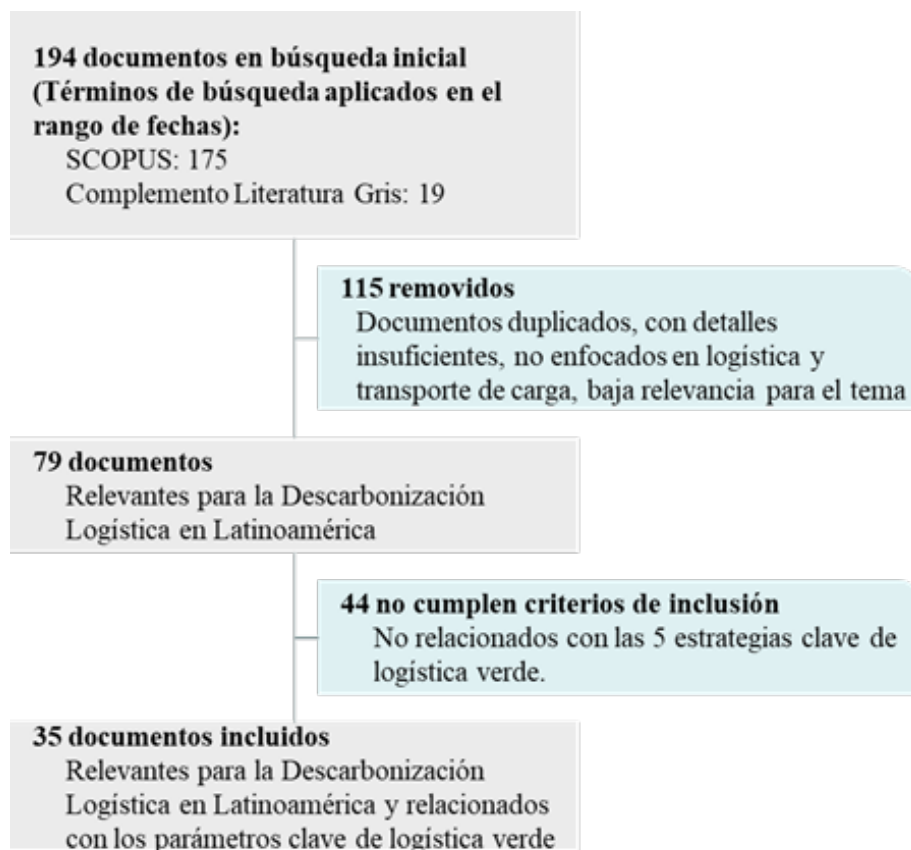 194 documentos en búsqueda inicial
(Términos de búsqueda aplicados en el
rango de fechas):
SCOPUS: 175
Complemento Literatura Gris: 19
115 removidos
Documentos duplicados, con detalles
insuficientes, no enfocados en logística y
transporte de carga, baja relevancia para el tema
79 documentos
Relevantes para la Descarbonización
Logística en Latinoamérica
44 no cumplen criterios de inclusión
No relacionados con las 5 estrategias clave de
logística verde.
35 documentos incluidos
Relevantes para la Descarbonización
Logística en Latinoamérica y relacionados
con los parámetros clave de logística verde